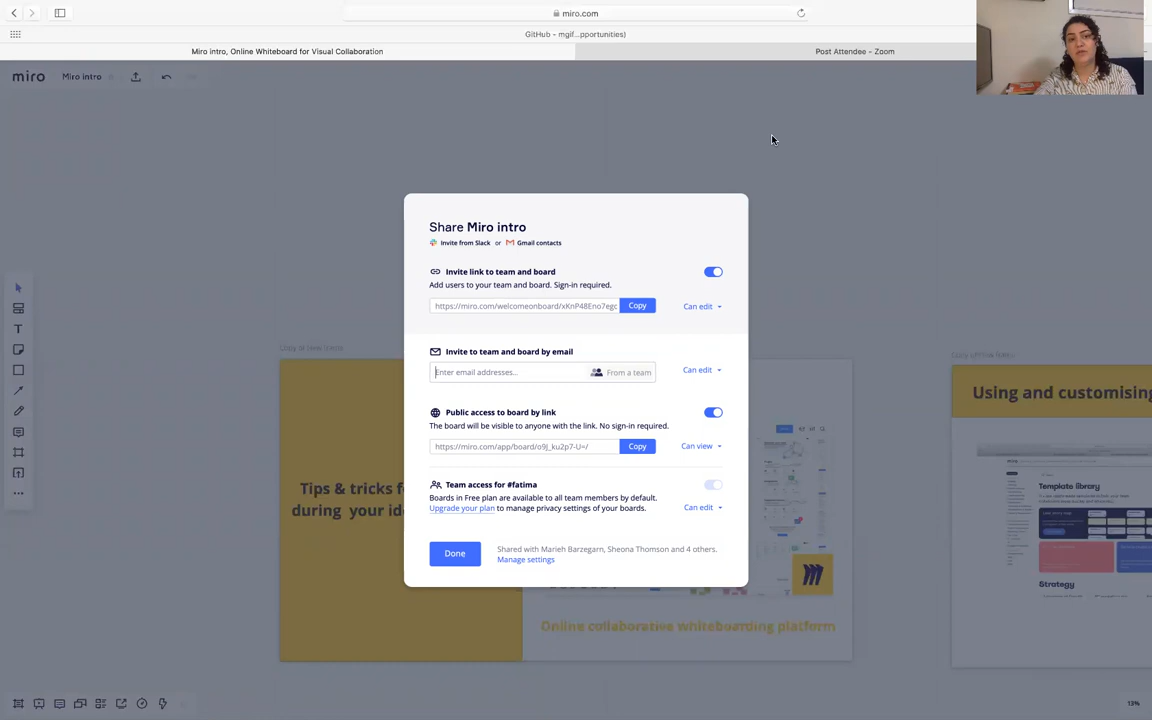 miro.com
GitHub - mgif...pportunities)
Miro intro, Online Whiteboard for Visual Collaboration
Post Attendee - Zoom
miro
Miro intro
Share Miro intro
Invite from Slack or Gmail contacts
Invite link to team and board
Add users to your team and board. Sign-in required.
https://miro.com/welcomeonboard/xKnP48Eno7egc
Copy
Can edit
Invite to team and board by email
Enter email addresses...
From a team
Can edit
Public access to board by link
The board will be visible to anyone with the link. No sign-in required.
https://miro.com/app/board/o9J_ku2p7-U=/
Copy
Can view
Team access for #fatima
Boards in Free plan are available to all team members by default.
Upgrade your plan to manage privacy settings of your boards.
Can edit
Done
Shared with Marieh Barzegarn, Sheona Thomson and 4 others.
Manage settings
Tips & tricks f
during your id
Online collaborative whiteboarding platform
Using and customising
Template library
Strategy
13%